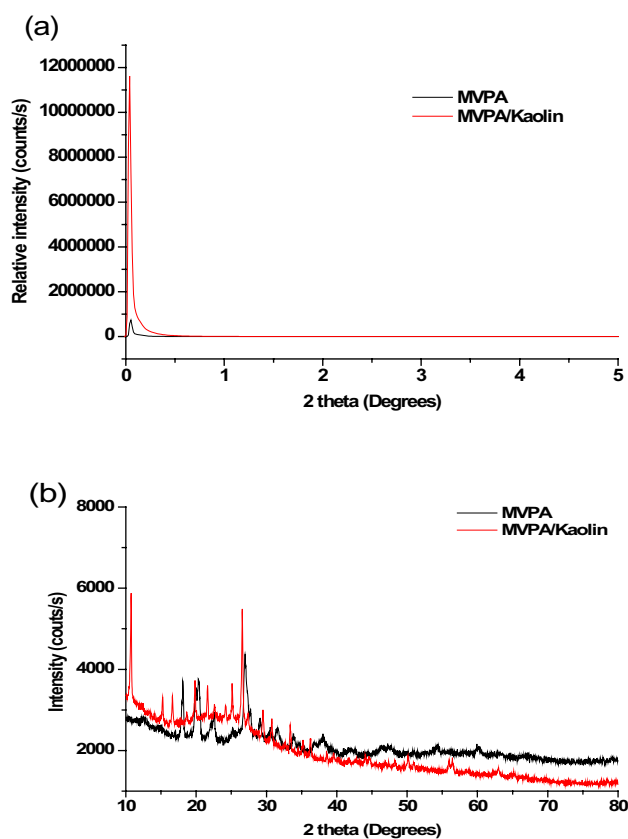 (a)
12000000
10000000
8000000
6000000
4000000
2000000
0
Relative intensity (counts/s)
MVPA
MVPA/Kaolin
0 1 2 3 4 5
2 theta (Degrees)
(b)
8000
6000
4000
2000
Intensity (couts/s)
MVPA
MVPA/Kaolin
10 20 30 40 50 60 70 80
2 theta (Degrees)